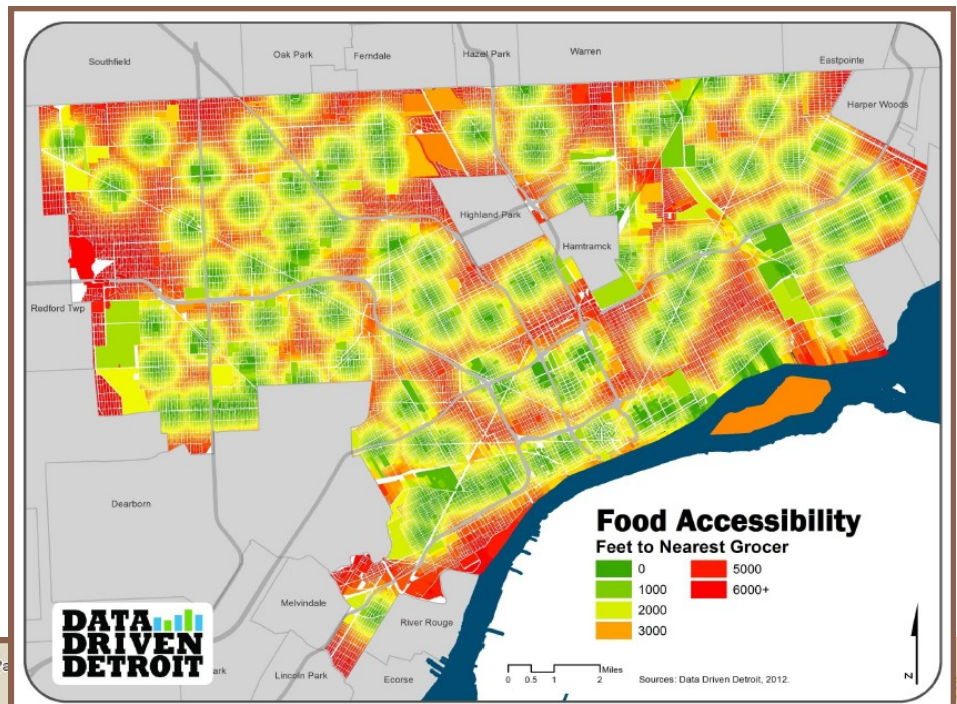 Southfield
Oak Park
Ferndale
Hazel Park
Warren
Eastpointe
Harper Woods
Highland Park
Hamtramck
Redford Twp
Dearborn
Melvindale
River Rouge
Lincoln Park
Ecorse
Food Accessibility
Feet to Nearest Grocer
0 5000
1000 6000+
2000
3000
DATA
DRIVEN
DETROIT
ark
Pa
Miles
0 0.5 1 2
Sources: Data Driven Detroit, 2012.
N